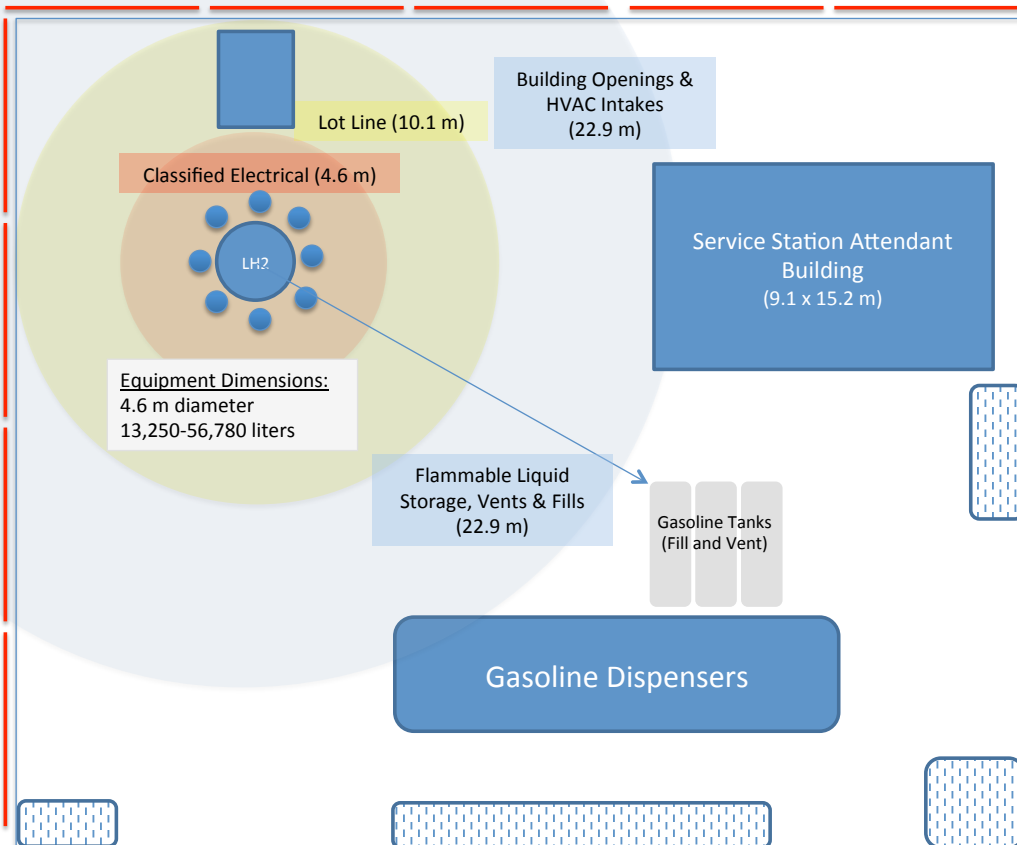 Building Openings &
HVAC Intakes
(22.9 m)
Lot Line (10.1 m)
Classified Electrical (4.6 m)
LH2
Service Station Attendant
Building
(9.1 x 15.2 m)
Equipment Dimensions:
4.6 m diameter
13,250-56,780 liters
Flammable Liquid
Storage, Vents & Fills
(22.9 m)
Gasoline Tanks
(Fill and Vent)
Gasoline Dispensers